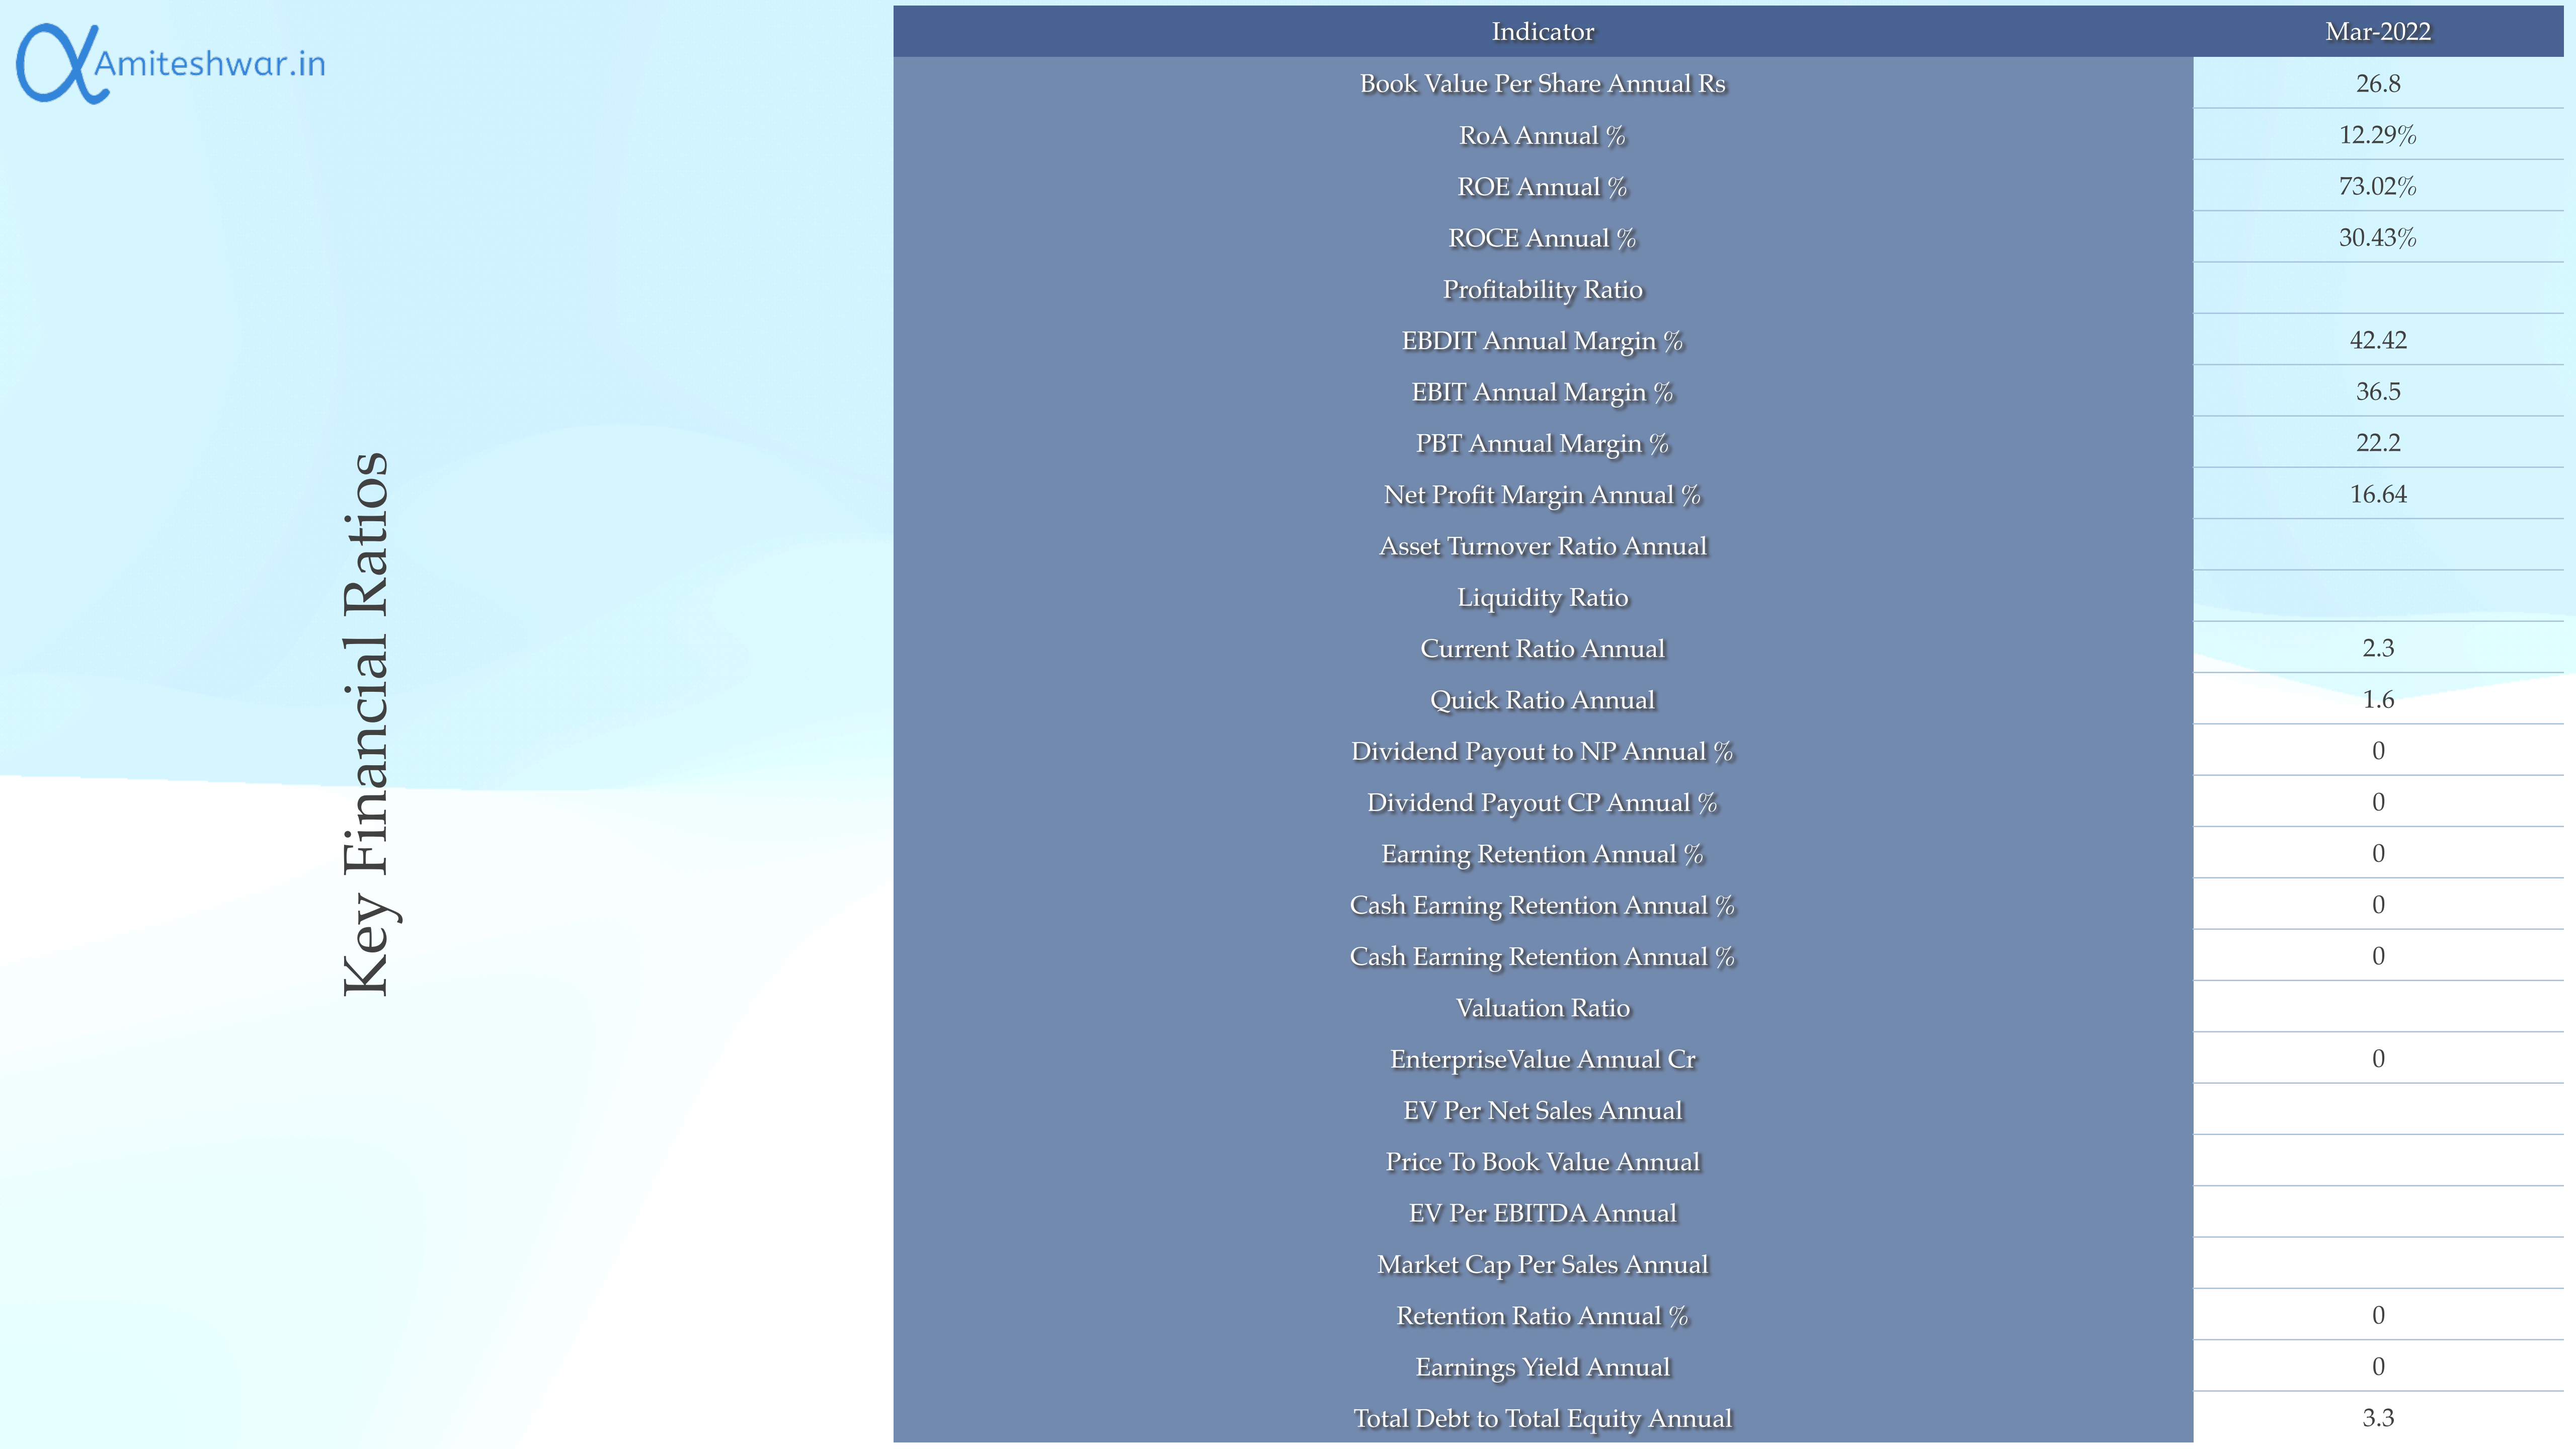 Amiteshwar.in
Key Financial Ratios
Indicator Mar-2022
Book Value Per Share Annual Rs 26.8
RoA Annual % 12.29%
ROE Annual % 73.02%
ROCE Annual % 30.43%
Profitability Ratio
EBDIT Annual Margin % 42.42
EBIT Annual Margin % 36.5
PBT Annual Margin % 22.2
Net Profit Margin Annual % 16.64
Asset Turnover Ratio Annual
Liquidity Ratio
Current Ratio Annual 2.3
Quick Ratio Annual 1.6
Dividend Payout to NP Annual % 0
Dividend Payout CP Annual % 0
Earning Retention Annual % 0
Cash Earning Retention Annual % 0
Cash Earning Retention Annual % 0
Valuation Ratio
EnterpriseValue Annual Cr 0
EV Per Net Sales Annual
Price To Book Value Annual
EV Per EBITDA Annual
Market Cap Per Sales Annual
Retention Ratio Annual % 0
Earnings Yield Annual 0
Total Debt to Total Equity Annual 3.3